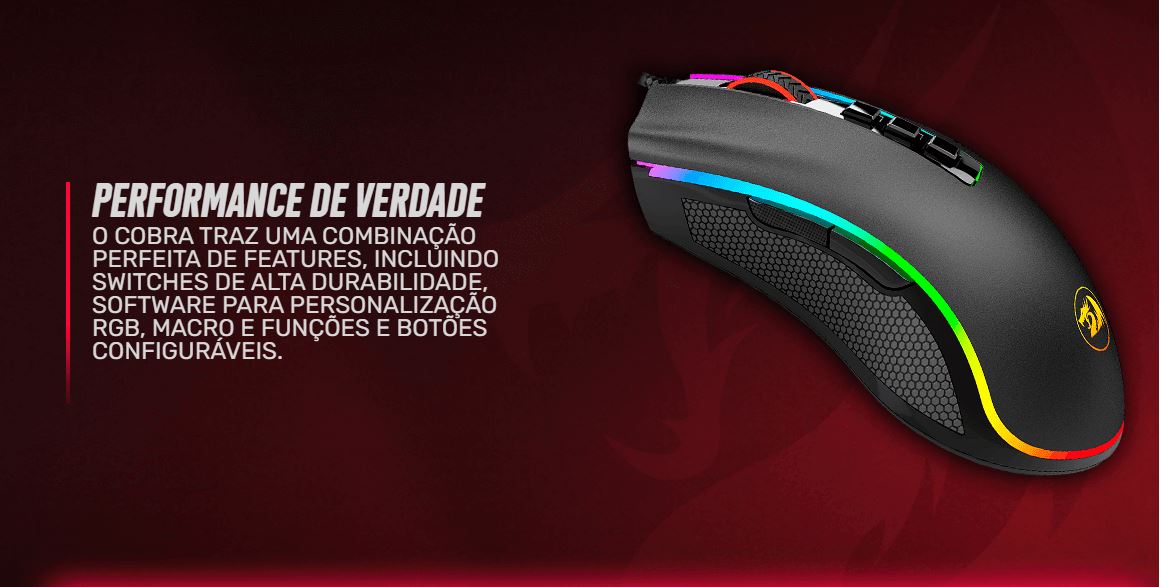 PERFORMANCE DE VERDADE
O COBRA TRAZ UMA COMBINAÇÃO
PERFEITA DE FEATURES, INCLUINDO
SWITCHES DE ALTA DURABILIDADE,
SOFTWARE PARA PERSONALIZAÇÃO
RGB, MACRO E FUNÇÕES E BOTÕES
CONFIGURÁVEIS.